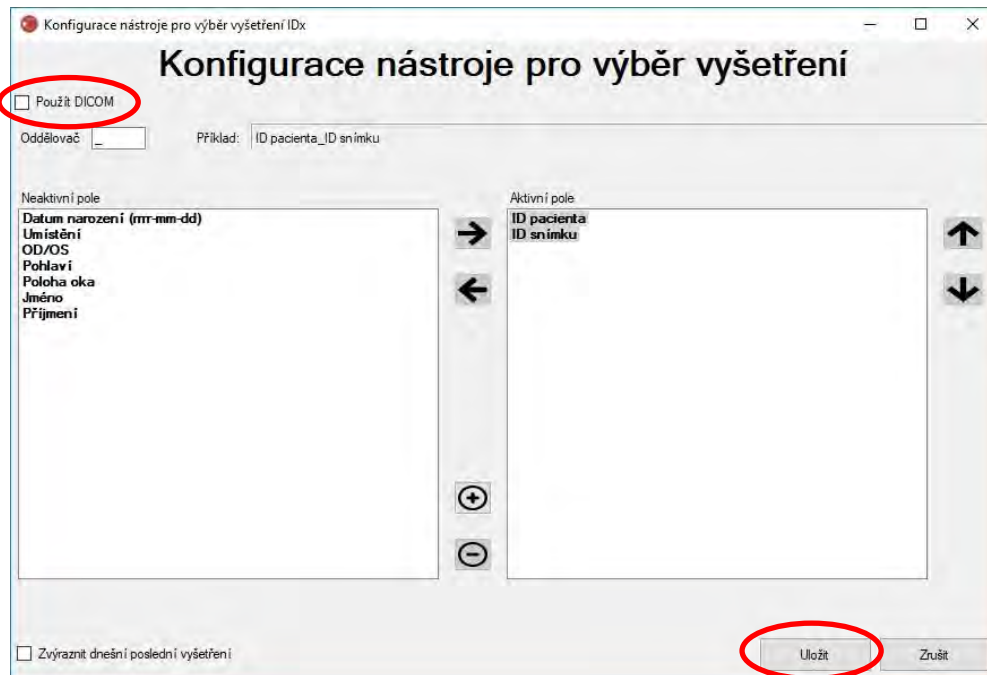 Konfigurace nástroje pro výběr vyšetření IDx
Konfigurace nástroje pro výběr vyšetření
Použít DICOM
Oddělovač _ Příklad: ID pacienta_ID snímku
Neaktivní pole
Datum narození (rrrr-mm-dd)
Umístění
OD/OS
Pohlaví
Poloha oka
Jméno
Příjmení
Aktivní pole
ID pacienta
ID snímku
Zvýraznit dnešní poslední vyšetření
Uložit Zrušit